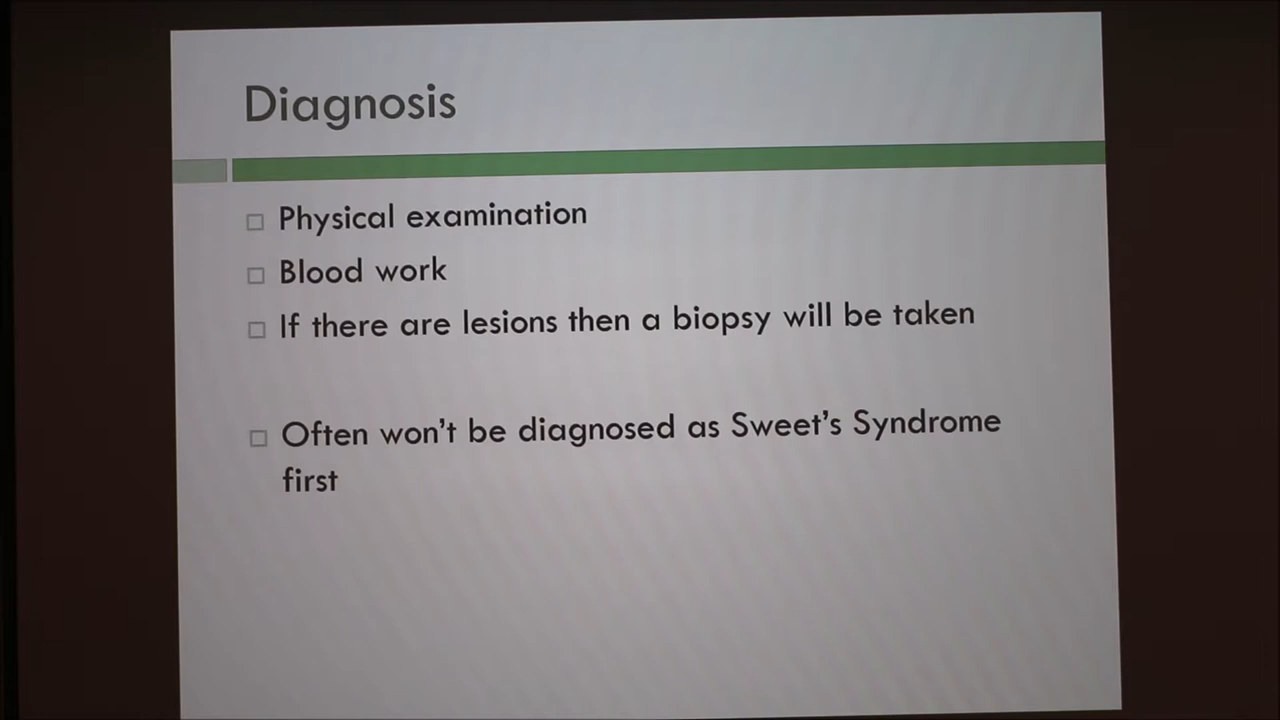 Diagnosis
Physical examination
Blood work
If there are lesions then a biopsy will be taken
Often won't be diagnosed as Sweet's Syndrome
first